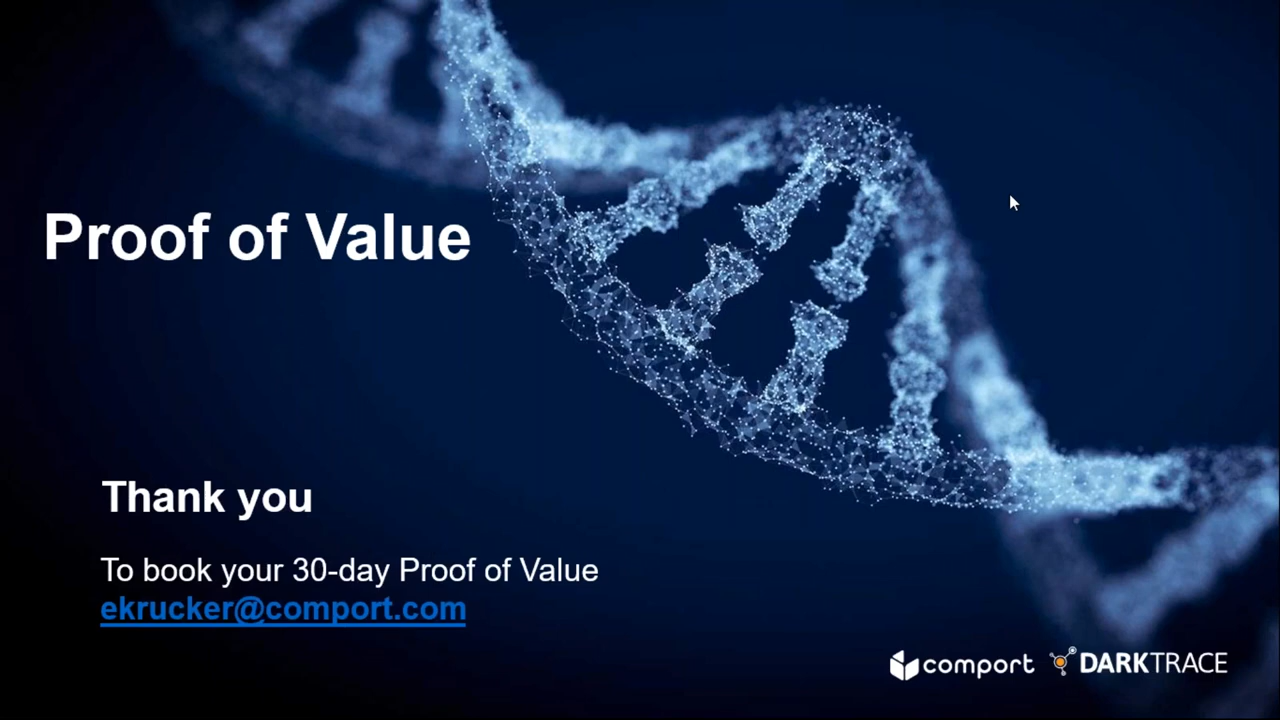 Proof of Value
Thank you
To book your 30-day Proof of Value
ekrucker@comport.com
comport DARKTRACE